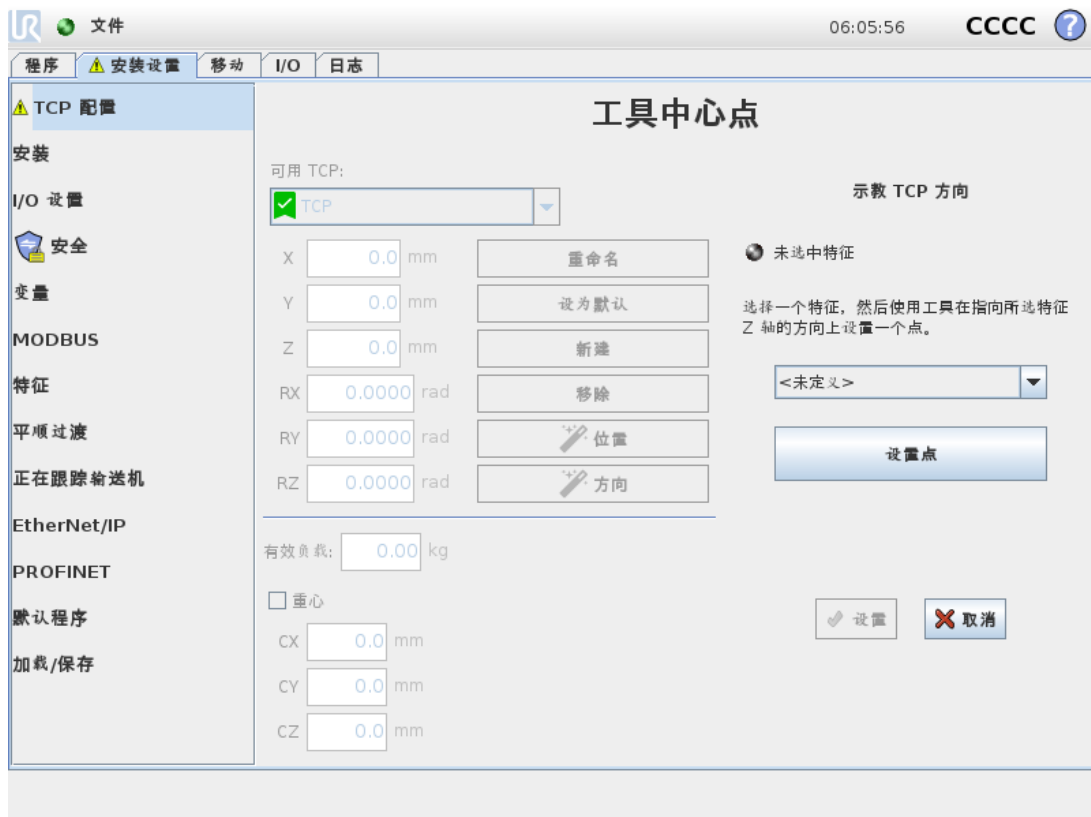 UR 文件 06:05:56 CCCC ?
程序 安装设置 移动 I/O 日志
TCP 配置
安装
I/O 设置
安全
变量
MODBUS
特征
平顺过渡
正在跟踪输送机
EtherNet/IP
PROFINET
默认程序
加载/保存
工具中心点
可用 TCP:
TCP
X 0.0 mm 重命名
Y 0.0 mm 设为默认
Z 0.0 mm 新建
RX 0.0000 rad 移除
RY 0.0000 rad 位置
RZ 0.0000 rad 方向
有效负载: 0.00 kg
重心
CX 0.0 mm
CY 0.0 mm
CZ 0.0 mm
示教 TCP 方向
未选中特征
选择一个特征，然后使用工具在指向所选特征
Z 轴的方向上设置一个点。
<未定义>
设置点
设置 取消